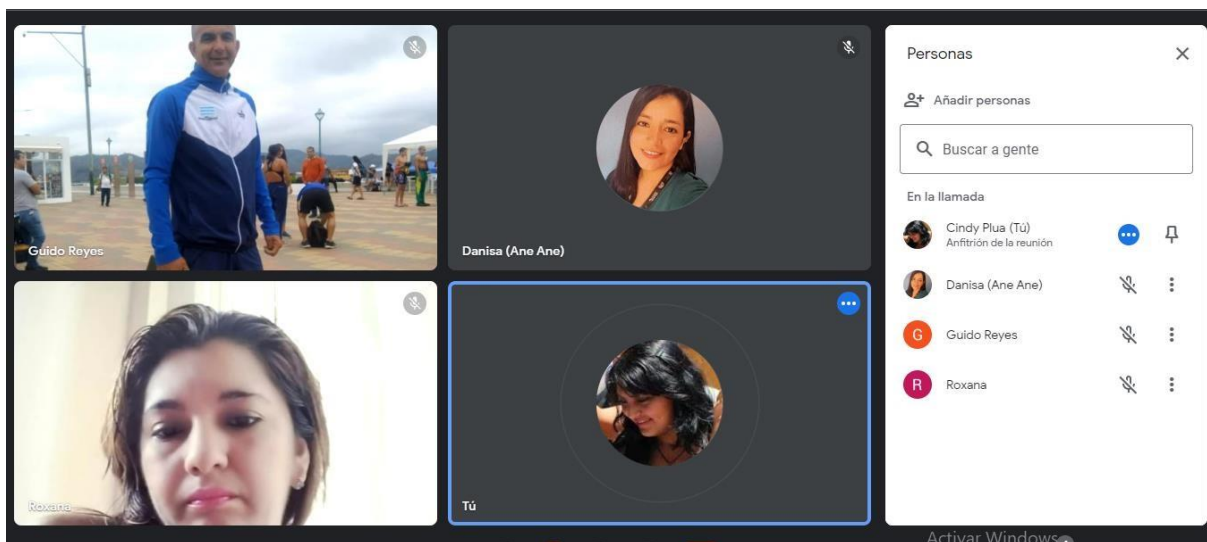 Guido Reyes
Danisa (Ane Ane)
Roxana
Tú
Personas
Añadir personas
Buscar a gente
En la llamada
Cindy Plua (Tú)
Anfitrión de la reunión
Danisa (Ane Ane)
G
Guido Reyes
R
Roxana
Activar Windows